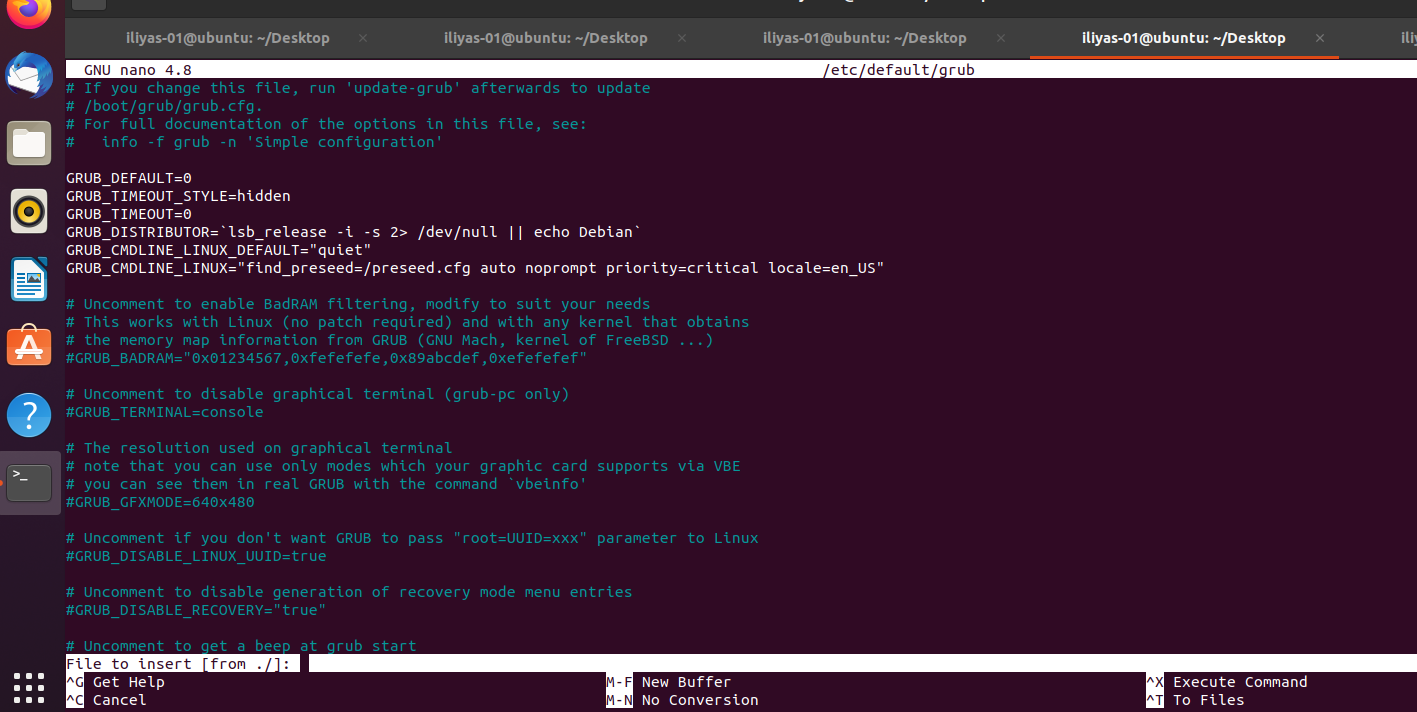 iliyas-01@ubuntu: ~/Desktop × iliyas-01@ubuntu: ~/Desktop × iliyas-01@ubuntu: ~/Desktop × iliyas-01@ubuntu: ~/Desktop ×
GNU nano 4.8 /etc/default/grub
# If you change this file, run 'update-grub' afterwards to update
# /boot/grub/grub.cfg.
# For full documentation of the options in this file, see:
#   info -f grub -n 'Simple configuration'
GRUB_DEFAULT=0
GRUB_TIMEOUT_STYLE=hidden
GRUB_TIMEOUT=0
GRUB_DISTRIBUTOR=`lsb_release -i -s 2> /dev/null || echo Debian`
GRUB_CMDLINE_LINUX_DEFAULT="quiet"
GRUB_CMDLINE_LINUX="find_preseed=/preseed.cfg auto noprompt priority=critical locale=en_US"
# Uncomment to enable BadRAM filtering, modify to suit your needs
# This works with Linux (no patch required) and with any kernel that obtains
# the memory map information from GRUB (GNU Mach, kernel of FreeBSD ...)
#GRUB_BADRAM="0x01234567,0xfefefefe,0x89abcdef,0xefefefef"
# Uncomment to disable graphical terminal (grub-pc only)
#GRUB_TERMINAL=console
# The resolution used on graphical terminal
# note that you can use only modes which your graphic card supports via VBE
# you can see them in real GRUB with the command `vbeinfo'
#GRUB_GFXMODE=640x480
# Uncomment if you don't want GRUB to pass "root=UUID=xxx" parameter to Linux
#GRUB_DISABLE_LINUX_UUID=true
# Uncomment to disable generation of recovery mode menu entries
#GRUB_DISABLE_RECOVERY="true"
# Uncomment to get a beep at grub start
File to insert [from ./]:
^G Get Help M-F New Buffer ^X Execute Command
^C Cancel M-N No Conversion ^T To Files